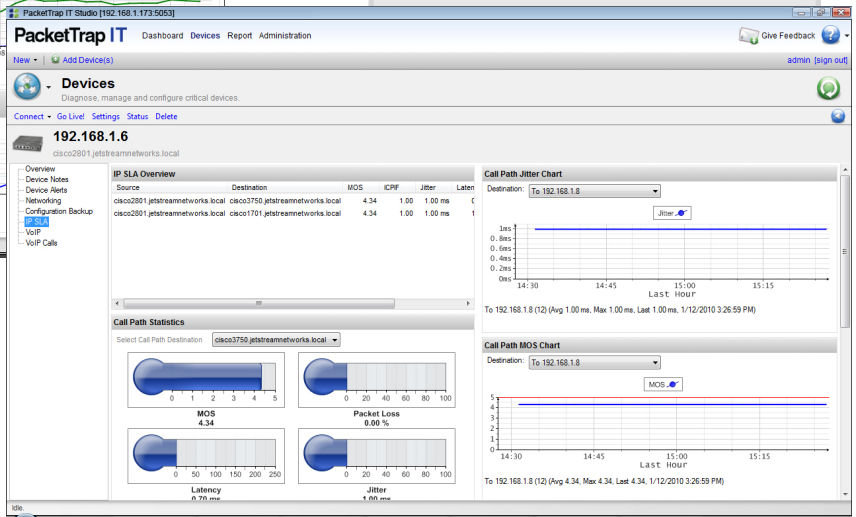 PacketTrap IT Studio [192.168.1.173:5053]
PacketTrap IT
Dashboard Devices Report Administration
Give Feedback
New
Add Device(s)
admin [sign out]
Devices
Diagnose, manage and configure critical devices.
Connect Go Live! Settings Status Delete
192.168.1.6
cisco2801.jetstreamnetworks.local
Overview
Device Notes
Device Alerts
Networking
Configuration Backup
IP SLA
VoIP
VoIP Calls
IP SLA Overview
Source Destination MOS ICPIF Jitter Laten
cisco2801.jetstreamnetworks.local cisco3750.jetstreamnetworks.local 4.34 1.00 1.00 ms
cisco2801.jetstreamnetworks.local cisco1701.jetstreamnetworks.local 4.34 1.00 1.00 ms
Call Path Statistics
Select Call Path Destination cisco3750.jetstreamnetworks.local
0 1 2 3 4 5
MOS
4.34
0 20 40 60 80 100
Packet Loss
0.00 %
0 50 100 150 200 250
Latency
0.70 ms
0 20 40 60 80 100
Jitter
1.00 ms
Call Path Jitter Chart
Destination: To 192.168.1.8
Jitter
1ms
0.8ms
0.6ms
0.4ms
0.2ms
0ms
14:30 14:45 15:00 15:15
Last Hour
To 192.168.1.8 (12) (Avg 1.00 ms, Max 1.00 ms, Last 1.00 ms, 1/12/2010 3:26:59 PM)
Call Path MOS Chart
Destination: To 192.168.1.8
MOS
5
4
3
2
1
0
14:30 14:45 15:00 15:15
Last Hour
To 192.168.1.8 (12) (Avg 4.34, Max 4.34, Last 4.34, 1/12/2010 3:26:59 PM)
Idle.